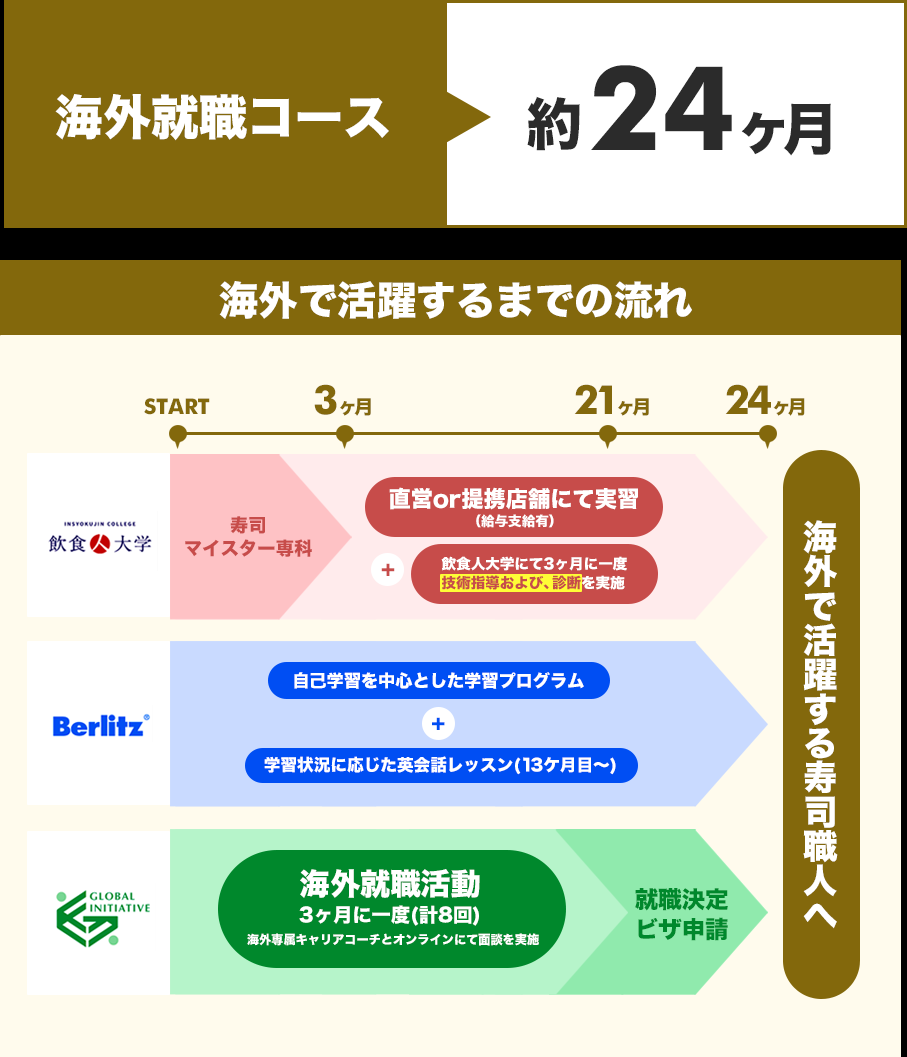 海外就職コース
約24ヶ月
海外で活躍するまでの流れ
START
3ヶ月
21ヶ月
24ヶ月
INSYOKUJIN COLLEGE
飲食人大学
寿司
マイスター専科
直営or提携店舗にて実習
(給与支給有)
+
飲食人大学にて3ヶ月に一度
技術指導および、診断を実施
Berlitz®
自己学習を中心とした学習プログラム
+
学習状況に応じた英会話レッスン(13ケ月目〜)
GLOBAL
INITIATIVE
海外就職活動
3ヶ月に一度(計8回)
海外専属キャリアコーチとオンラインにて面談を実施
就職決定
ビザ申請
海外で活躍する寿司職人へ